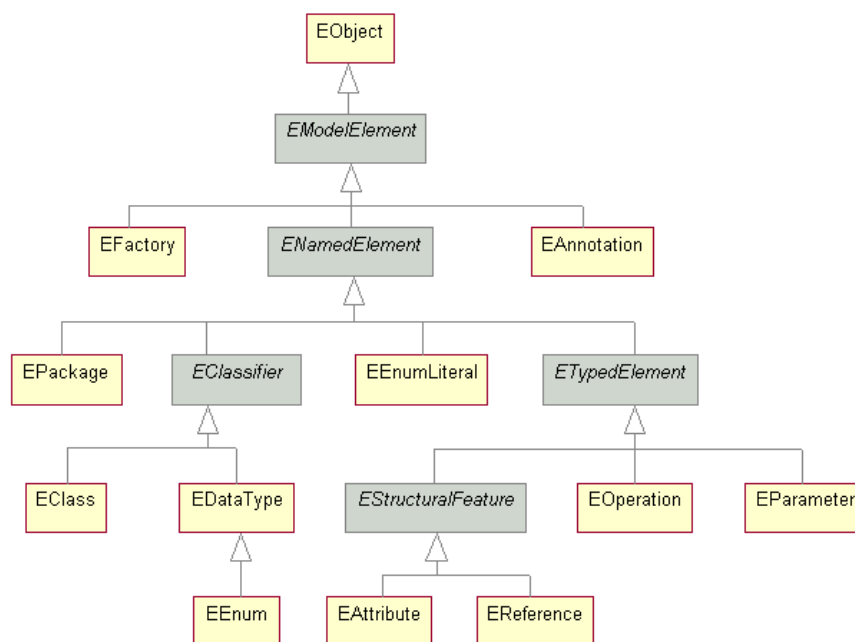 EObject
EModelElement
EFactory
ENamedElement
EAnnotation
EPackage
EClassifier
EEnumLiteral
ETypedElement
EClass
EDataType
EStructuralFeature
EOperation
EParameter
EEnum
EAttribute
EReference